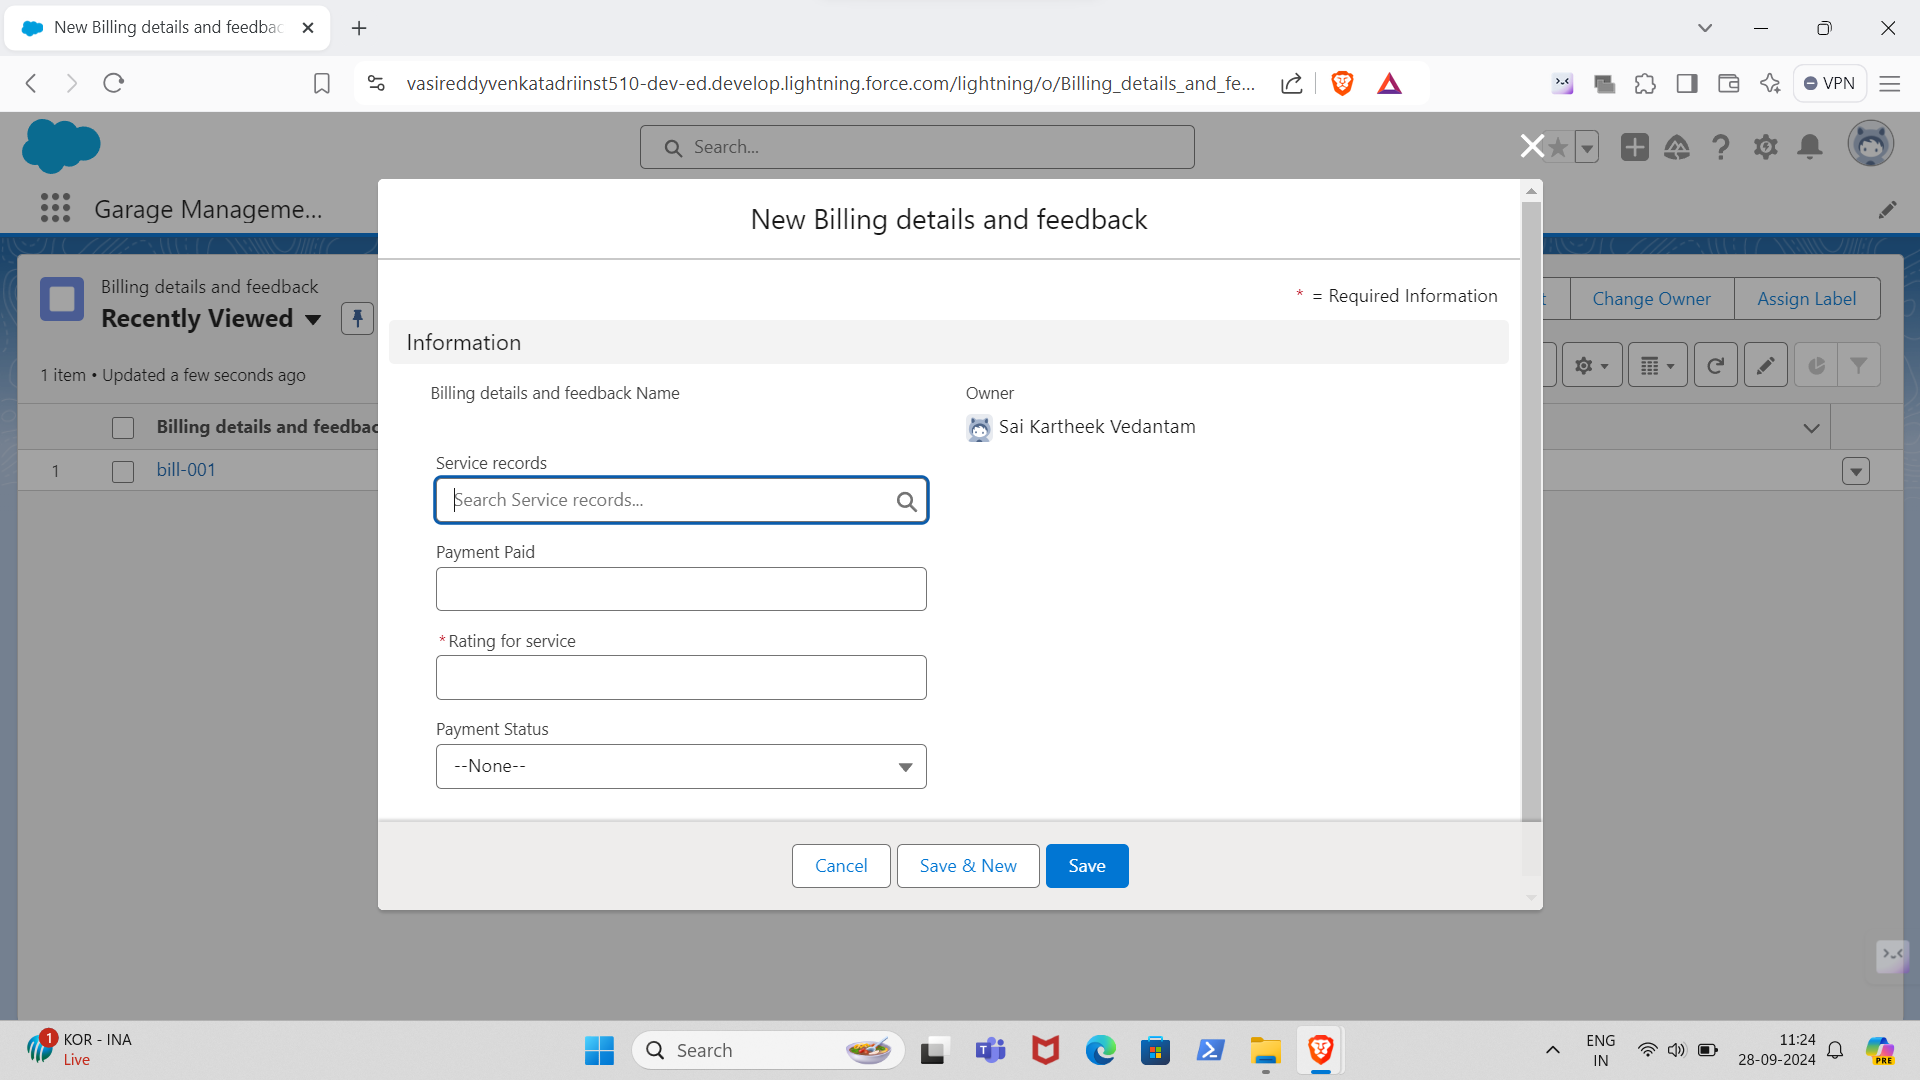 New Billing details and feedbac
vasireddyvenkatadriinst510-dev-ed.develop.lightning.force.com/lightning/o/Billing_details_and_fe...
VPN
Search...
Garage Manageme...
New Billing details and feedback
* = Required Information
Billing details and feedback
Recently Viewed
t
Change Owner
Assign Label
1 item • Updated a few seconds ago
Billing details and feedbac
1
bill-001
Information
Billing details and feedback Name
Owner
Sai Kartheek Vedantam
Service records
Search Service records...
Payment Paid
*Rating for service
Payment Status
--None--
Cancel
Save & New
Save
1
KOR - INA
Live
Search
ENG
IN
11:24
28-09-2024
PRE